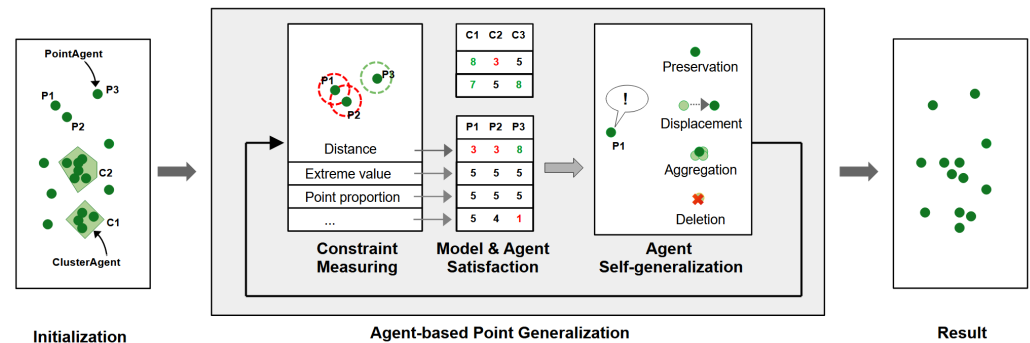 PointAgent
P1
P3
P2
C2
C1
ClusterAgent
Initialization
P1
P3
P2
Distance
Extreme value
Point proportion
...
Constraint
Measuring
C1 C2 C3
8 3 5
7 5 8
P1 P2 P3
3 3 8
5 5 5
5 5 5
5 4 1
Model & Agent
Satisfaction
!
P1
Preservation
Displacement
Aggregation
Deletion
Agent
Self-generalization
Agent-based Point Generalization
Result